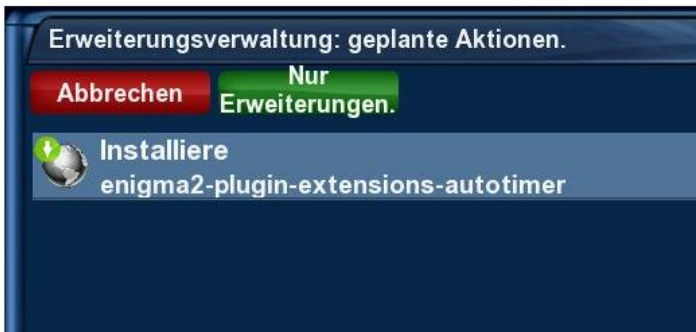 Erweiterungsverwaltung: geplante Aktionen.
Abbrechen
Nur
Erweiterungen.
Installiere
enigma2-plugin-extensions-autotimer